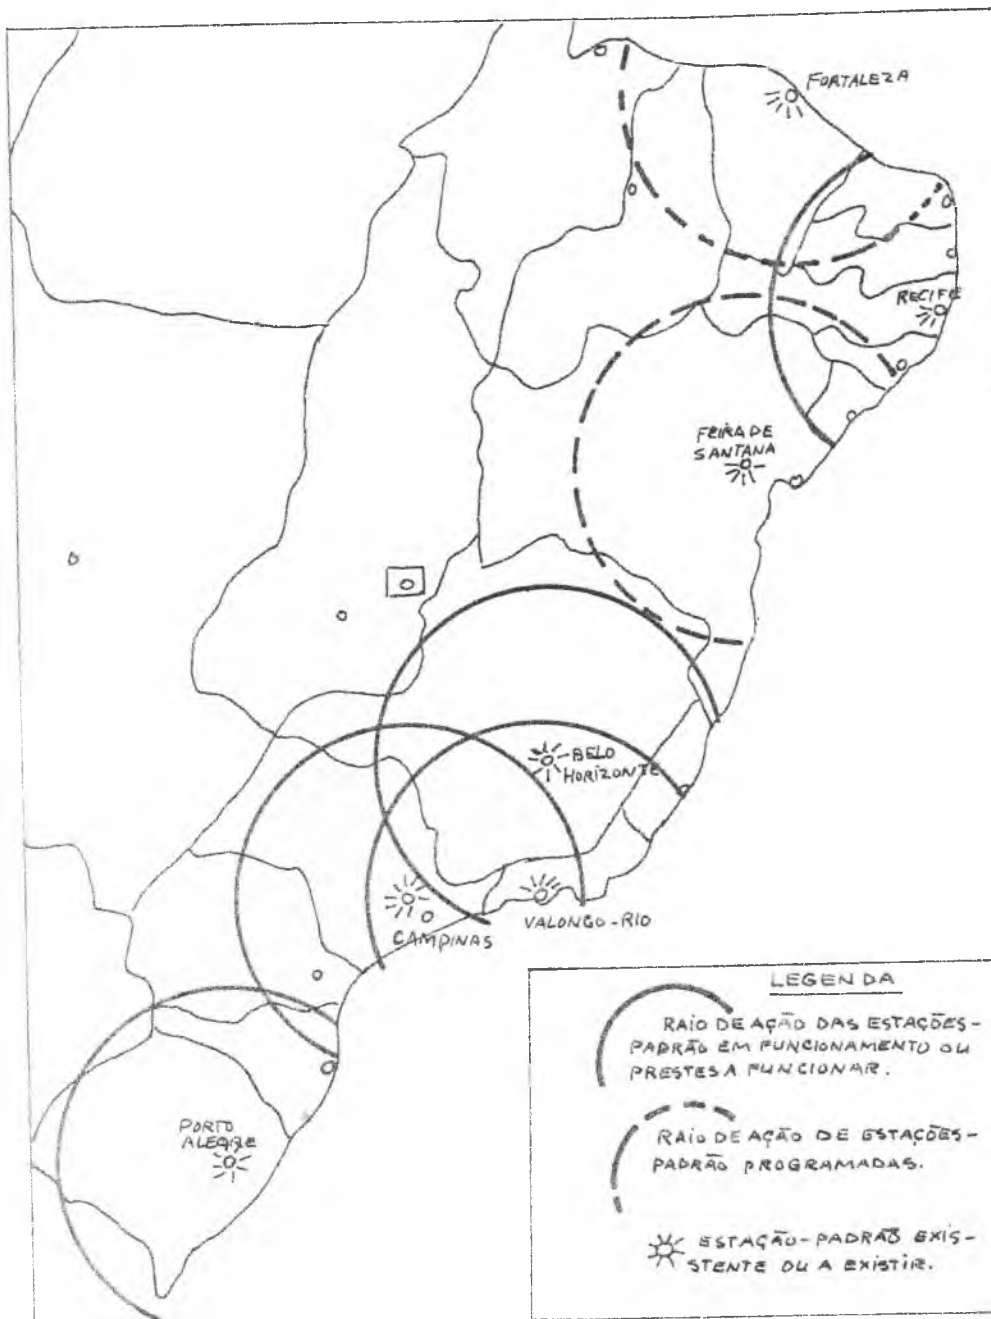 FORTALEZA
RECIFE
FEIRA DE
SANTANA
BELO
HORIZONTE
VALONGO-RIO
CAMPINAS
PORTO
ALEGRE
LEGENDA
RAIO DE AÇÃO DAS ESTAÇÕES-
PADRÃO EM FUNCIONAMENTO OU
PRESTES A FUNCIONAR.
RAIO DE AÇÃO DE ESTAÇÕES-
PADRÃO PROGRAMADAS.
ESTAÇÃO-PADRÃO EXIS-
TENTE OU A EXISTIR.